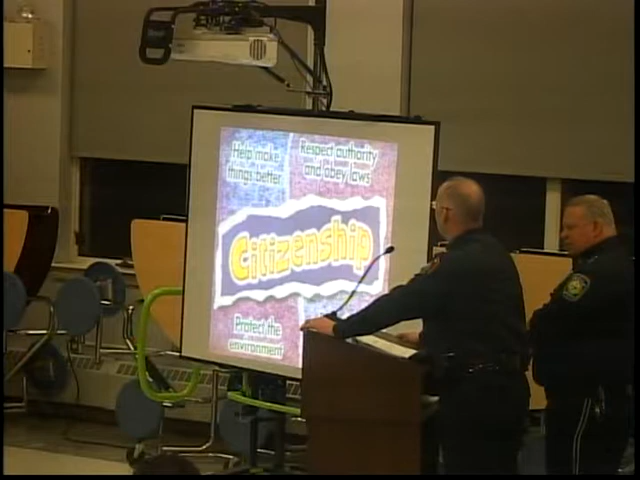 Help make
things better
Respect authority
and obey laws
Citizenship
Protect the
environment